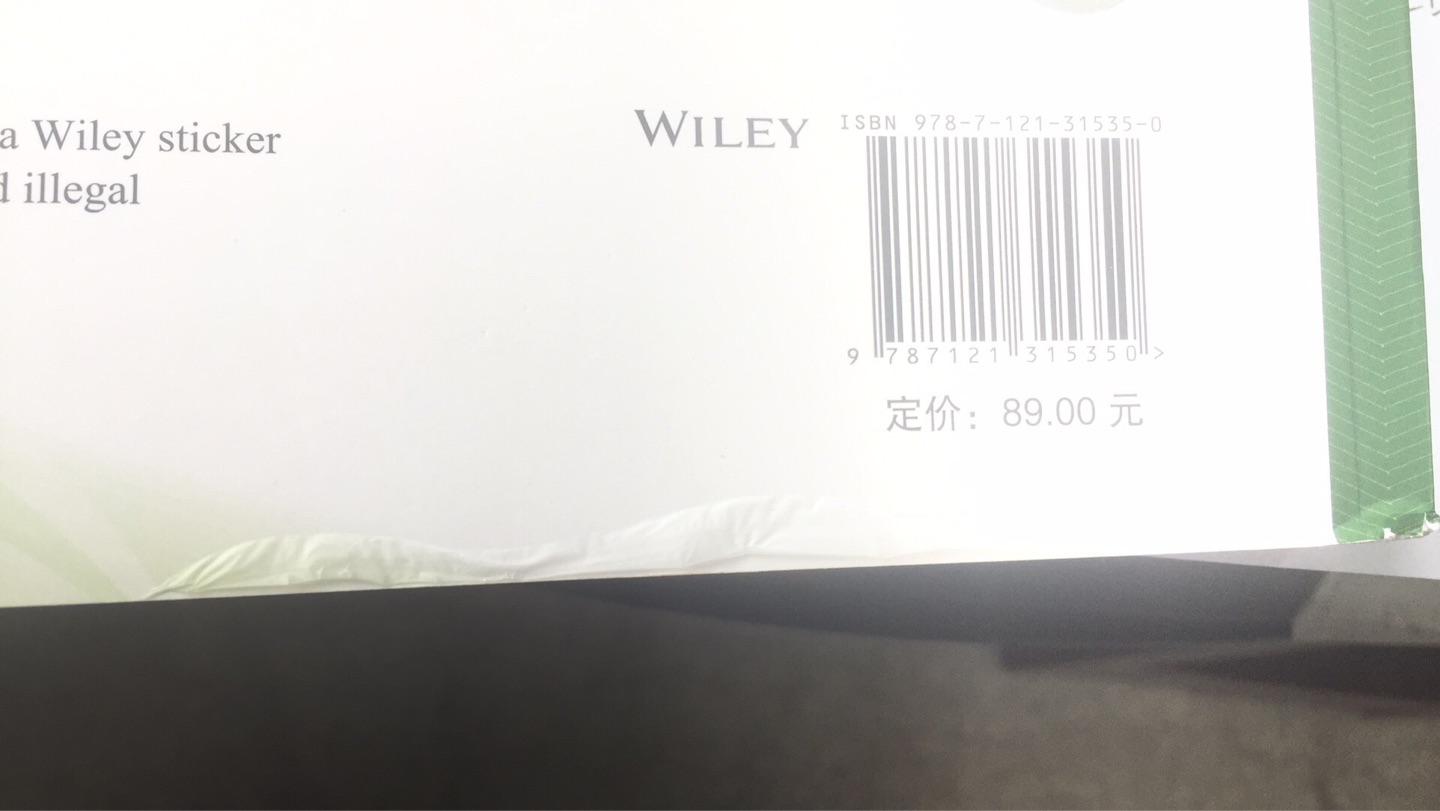 a Wiley sticker
d illegal
WILEY
ISBN 978-7-121-31535-0
9 787121 315350 >
定价：89.00 元